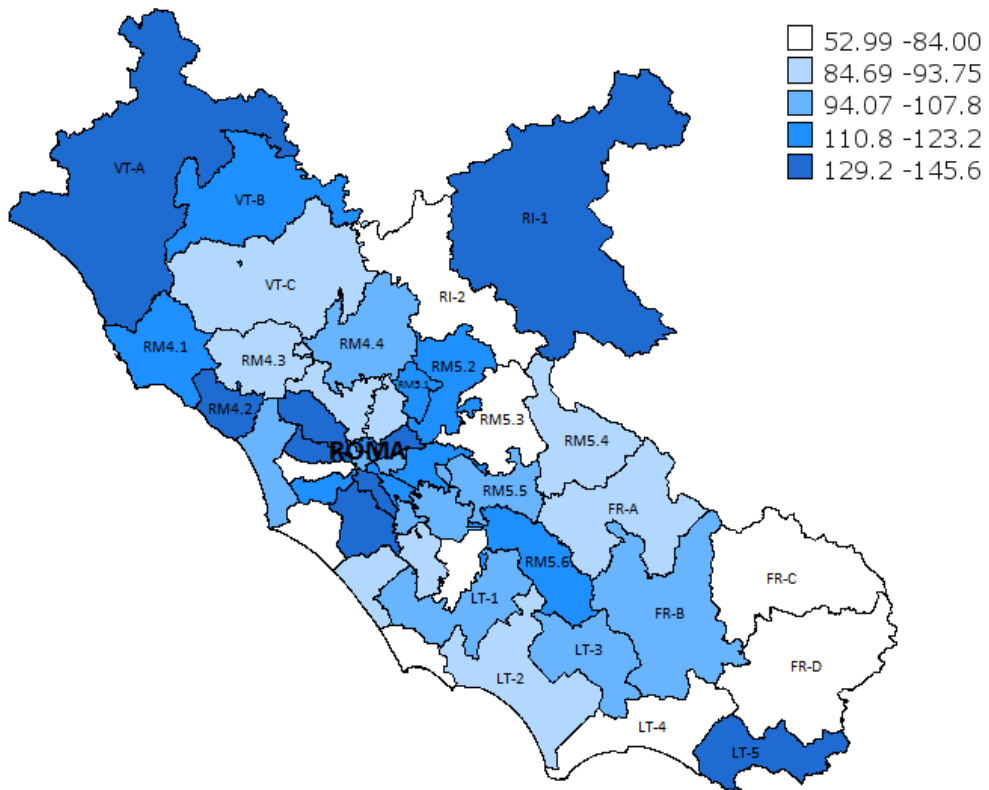 52.99 -84.00
84.69 -93.75
94.07 -107.8
110.8 -123.2
129.2 -145.6
VT-A
VT-B
RI-1
VT-C
RI-2
RM4.1
RM4.3
RM4.4
RM5.2
RM5.1
RM4.2
RM5.3
ROMA
RM5.4
RM5.5
FR-A
RM5.6
FR-C
LT-1
FR-B
LT-3
FR-D
LT-2
LT-4
LT-5